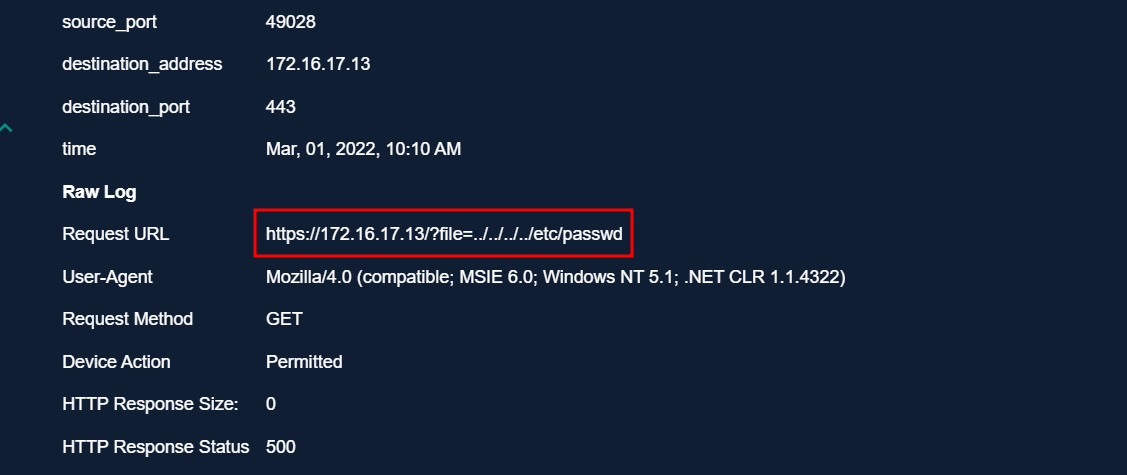 source_port 49028
destination_address 172.16.17.13
destination_port 443
time Mar, 01, 2022, 10:10 AM
Raw Log
Request URL https://172.16.17.13/?file=../../../../etc/passwd
User-Agent Mozilla/4.0 (compatible; MSIE 6.0; Windows NT 5.1; .NET CLR 1.1.4322)
Request Method GET
Device Action Permitted
HTTP Response Size: 0
HTTP Response Status 500